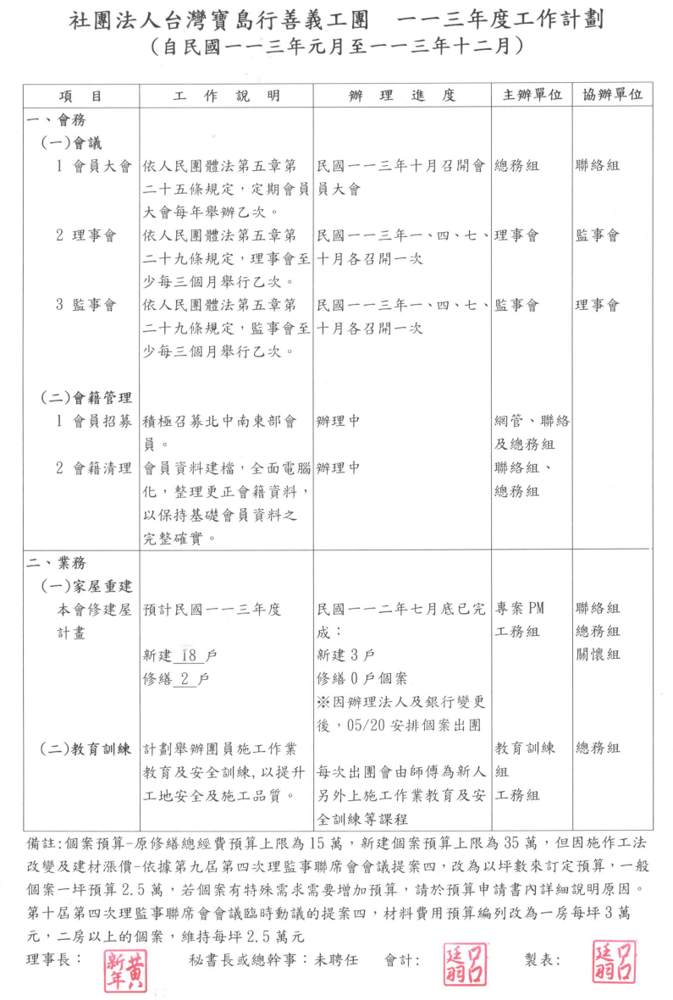 社團法人台灣寶島行善義工團　一一三年度工作計劃
（自民國一一三年元月至一一三年十二月）
項　目　工　作　說　明　辦　理　進　度　主辦單位　協辦單位
一、會務
(一)會議
1 會員大會　依人民團體法第五章第　民國一一三年十月召開會　總務組　聯絡組
二十五條規定，定期會員　員大會
大會每年舉辦乙次。
2 理事會　依人民團體法第五章第　民國一一三年一、四、七、　理事會　監事會
二十九條規定，理事會至　十月各召開一次
少每三個月舉行乙次。
3 監事會　依人民團體法第五章第　民國一一三年一、四、七、　監事會　理事會
二十九條規定，監事會至　十月各召開一次
少每三個月舉行乙次。
(二)會籍管理
1 會員招募　積極召募北中南東部會　辦理中　網管、聯絡
員。　及總務組
2 會籍清理　會員資料建檔，全面電腦　辦理中　聯絡組、
化，整理更正會籍資料，　總務組
以保持基礎會員資料之
完整確實。
二、業務
(一)家屋重建
本會修建屋　預計民國一一三年度　民國一一二年七月底已完　專案 PM　聯絡組
計畫　成：　工務組　總務組
新建 18 戶　新建 3 戶　關懷組
修繕 2 戶　修繕 0 戶個案
※因辦理法人及銀行變更
後，05/20 安排個案出團
(二)教育訓練　計劃舉辦團員施工作業　教育訓練　總務組
教育及安全訓練,以提升　每次出團會由師傅為新人　組
工地安全及施工品質。　另外上施工作業教育及安　工務組
全訓練等課程
備註:個案預算-原修繕總經費預算上限為 15 萬，新建個案預算上限為 35 萬，但因施作工法
改變及建材漲價-依據第九屆第四次理監事聯席會會議提案四，改為以坪數來訂定預算，一般
個案一坪預算 2.5 萬，若個案有特殊需求需要增加預算，請於預算申請書內詳細說明原因。
第十屆第四次理監事聯席會會議臨時動議的提案四，材料費用預算編列改為一房每坪 3 萬
元，二房以上的個案，維持每坪 2.5 萬元
理事長：　黃新年　秘書長或總幹事：未聘任　會計:　呂廷羽　製表:　呂廷羽